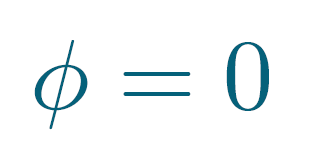 ϕ = 0